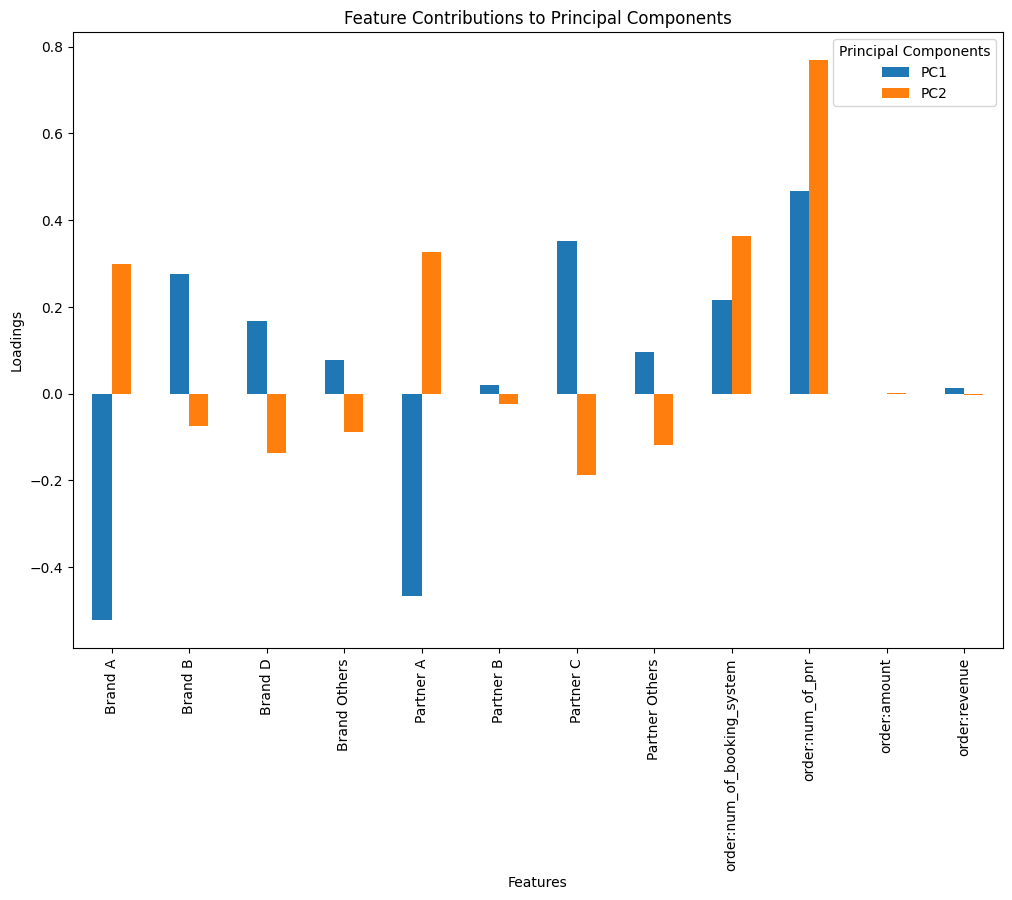 Feature Contributions to Principal Components
Principal Components
PC1
PC2
Loadings
0.8
0.6
0.4
0.2
0.0
−0.2
−0.4
Brand A
Brand B
Brand D
Brand Others
Partner A
Partner B
Partner C
Partner Others
order:num_of_booking_system
order:num_of_pnr
order:amount
order:revenue
Features